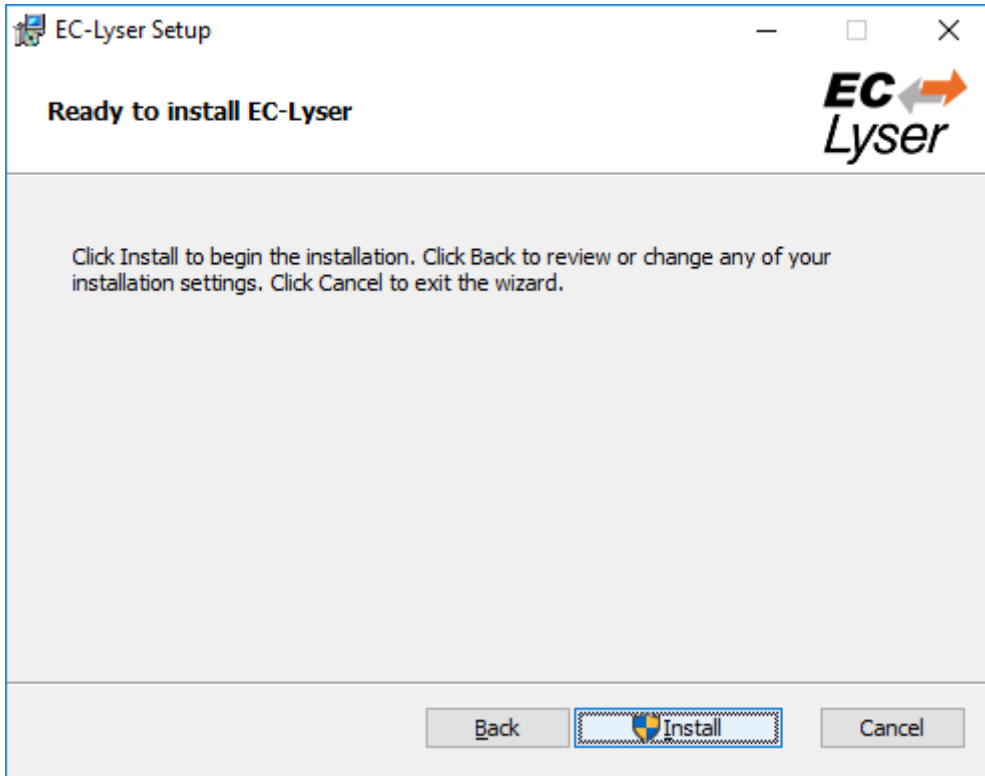 EC-Lyser Setup
EC
Lyser
Ready to install EC-Lyser
Click Install to begin the installation. Click Back to review or change any of your
installation settings. Click Cancel to exit the wizard.
Back
Install
Cancel